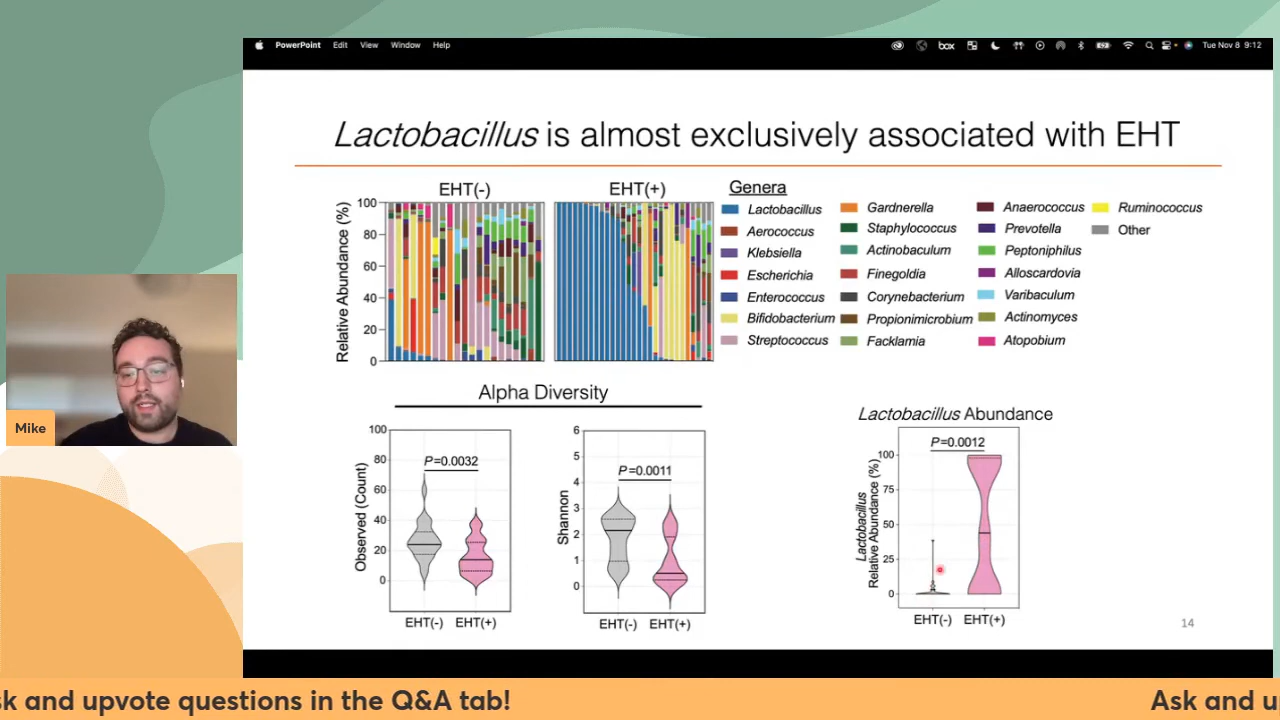 PowerPoint Edit View Window Help
box
Tue Nov 8 9:12
Lactobacillus is almost exclusively associated with EHT
EHT(-)
EHT(+)
Relative Abundance (%)
100
80
60
40
20
0
Genera
Lactobacillus
Aerococcus
Klebsiella
Escherichia
Enterococcus
Bifidobacterium
Streptococcus
Gardnerella
Staphylococcus
Actinobaculum
Finegoldia
Corynebacterium
Propionimicrobium
Facklamia
Anaerococcus
Prevotella
Peptoniphilus
Alloscardovia
Varibaculum
Actinomyces
Atopobium
Ruminococcus
Other
Alpha Diversity
Observed (Count)
100
80
60
40
20
0
P=0.0032
EHT(-) EHT(+)
Shannon
6
5
4
3
2
1
0
P=0.0011
EHT(-) EHT(+)
Lactobacillus Abundance
Lactobacillus
Relative Abundance (%)
100
75
50
25
0
P=0.0012
EHT(-) EHT(+)
14
Mike
sk and upvote questions in the Q&A tab!
Ask and u